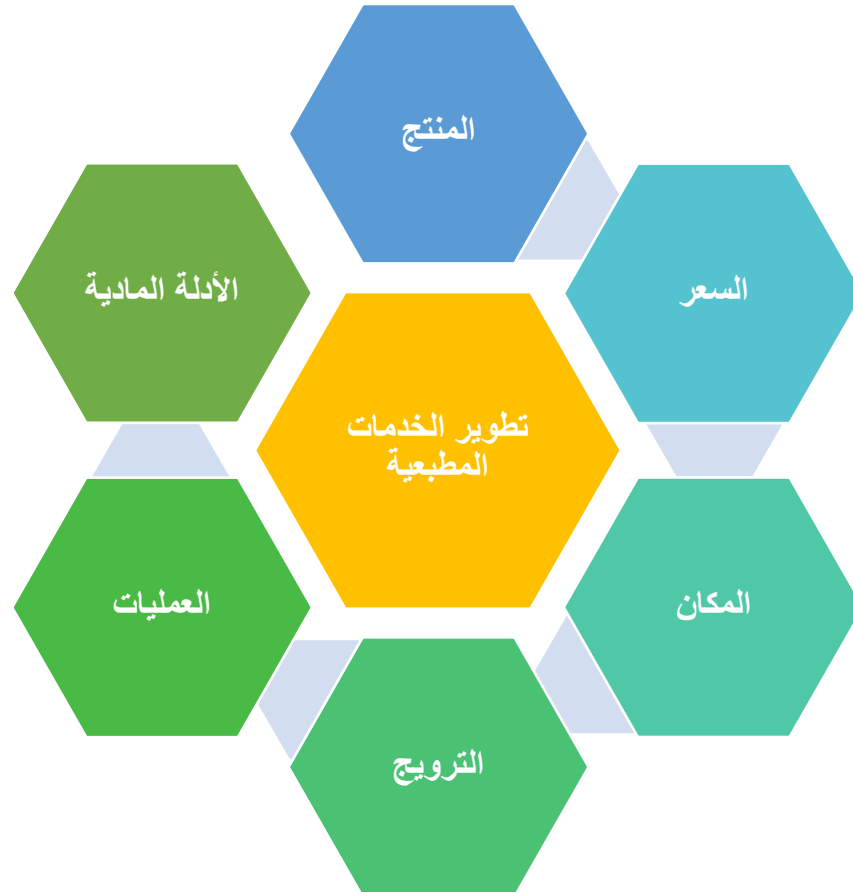 المنتج
السعر
الأدلة المادية
تطوير الخدمات
المطبعية
المكان
العمليات
الترويج